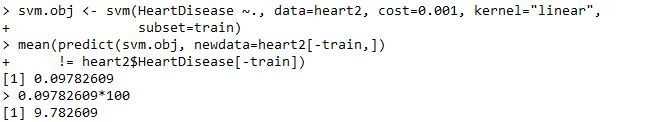 > svm.obj <- svm(HeartDisease ~., data=heart2, cost=0.001, kernel="linear",
+ subset=train)
> mean(predict(svm.obj, newdata=heart2[-train,])
+ != heart2$HeartDisease[-train])
[1] 0.09782609
> 0.09782609*100
[1] 9.782609